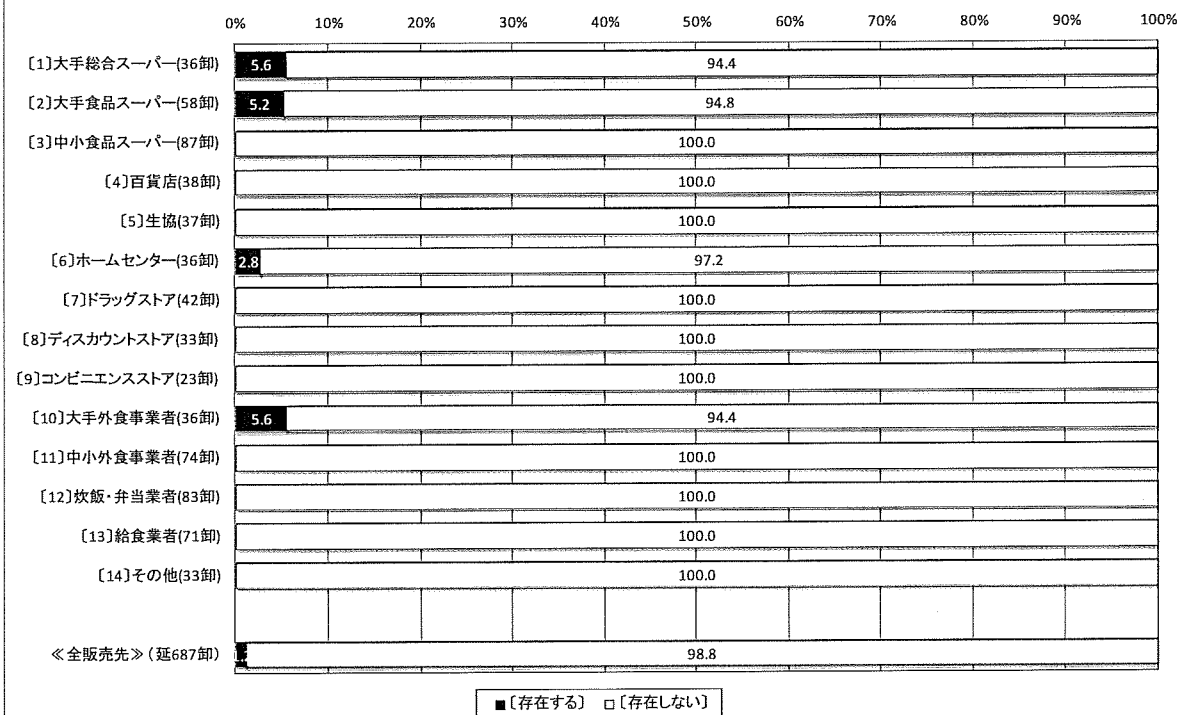 0% 10% 20% 30% 40% 50% 60% 70% 80% 90% 100%
〔1〕大手総合スーパー(36卸) 5.6 94.4
〔2〕大手食品スーパー(58卸) 5.2 94.8
〔3〕中小食品スーパー(87卸) 100.0
〔4〕百貨店(38卸) 100.0
〔5〕生協(37卸) 100.0
〔6〕ホームセンター(36卸) 2.8 97.2
〔7〕ドラッグストア(42卸) 100.0
〔8〕ディスカウントストア(33卸) 100.0
〔9〕コンビニエンスストア(23卸) 100.0
〔10〕大手外食事業者(36卸) 5.6 94.4
〔11〕中小外食事業者(74卸) 100.0
〔12〕炊飯・弁当業者(83卸) 100.0
〔13〕給食業者(71卸) 100.0
〔14〕その他(33卸) 100.0
≪全販売先≫(延687卸) 98.8
■〔存在する〕 □〔存在しない〕